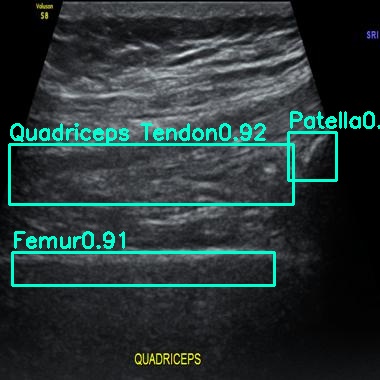 Voluson
S8
SRI
Quadriceps Tendon0.92
Patella0.
Femur0.91
QUADRICEPS